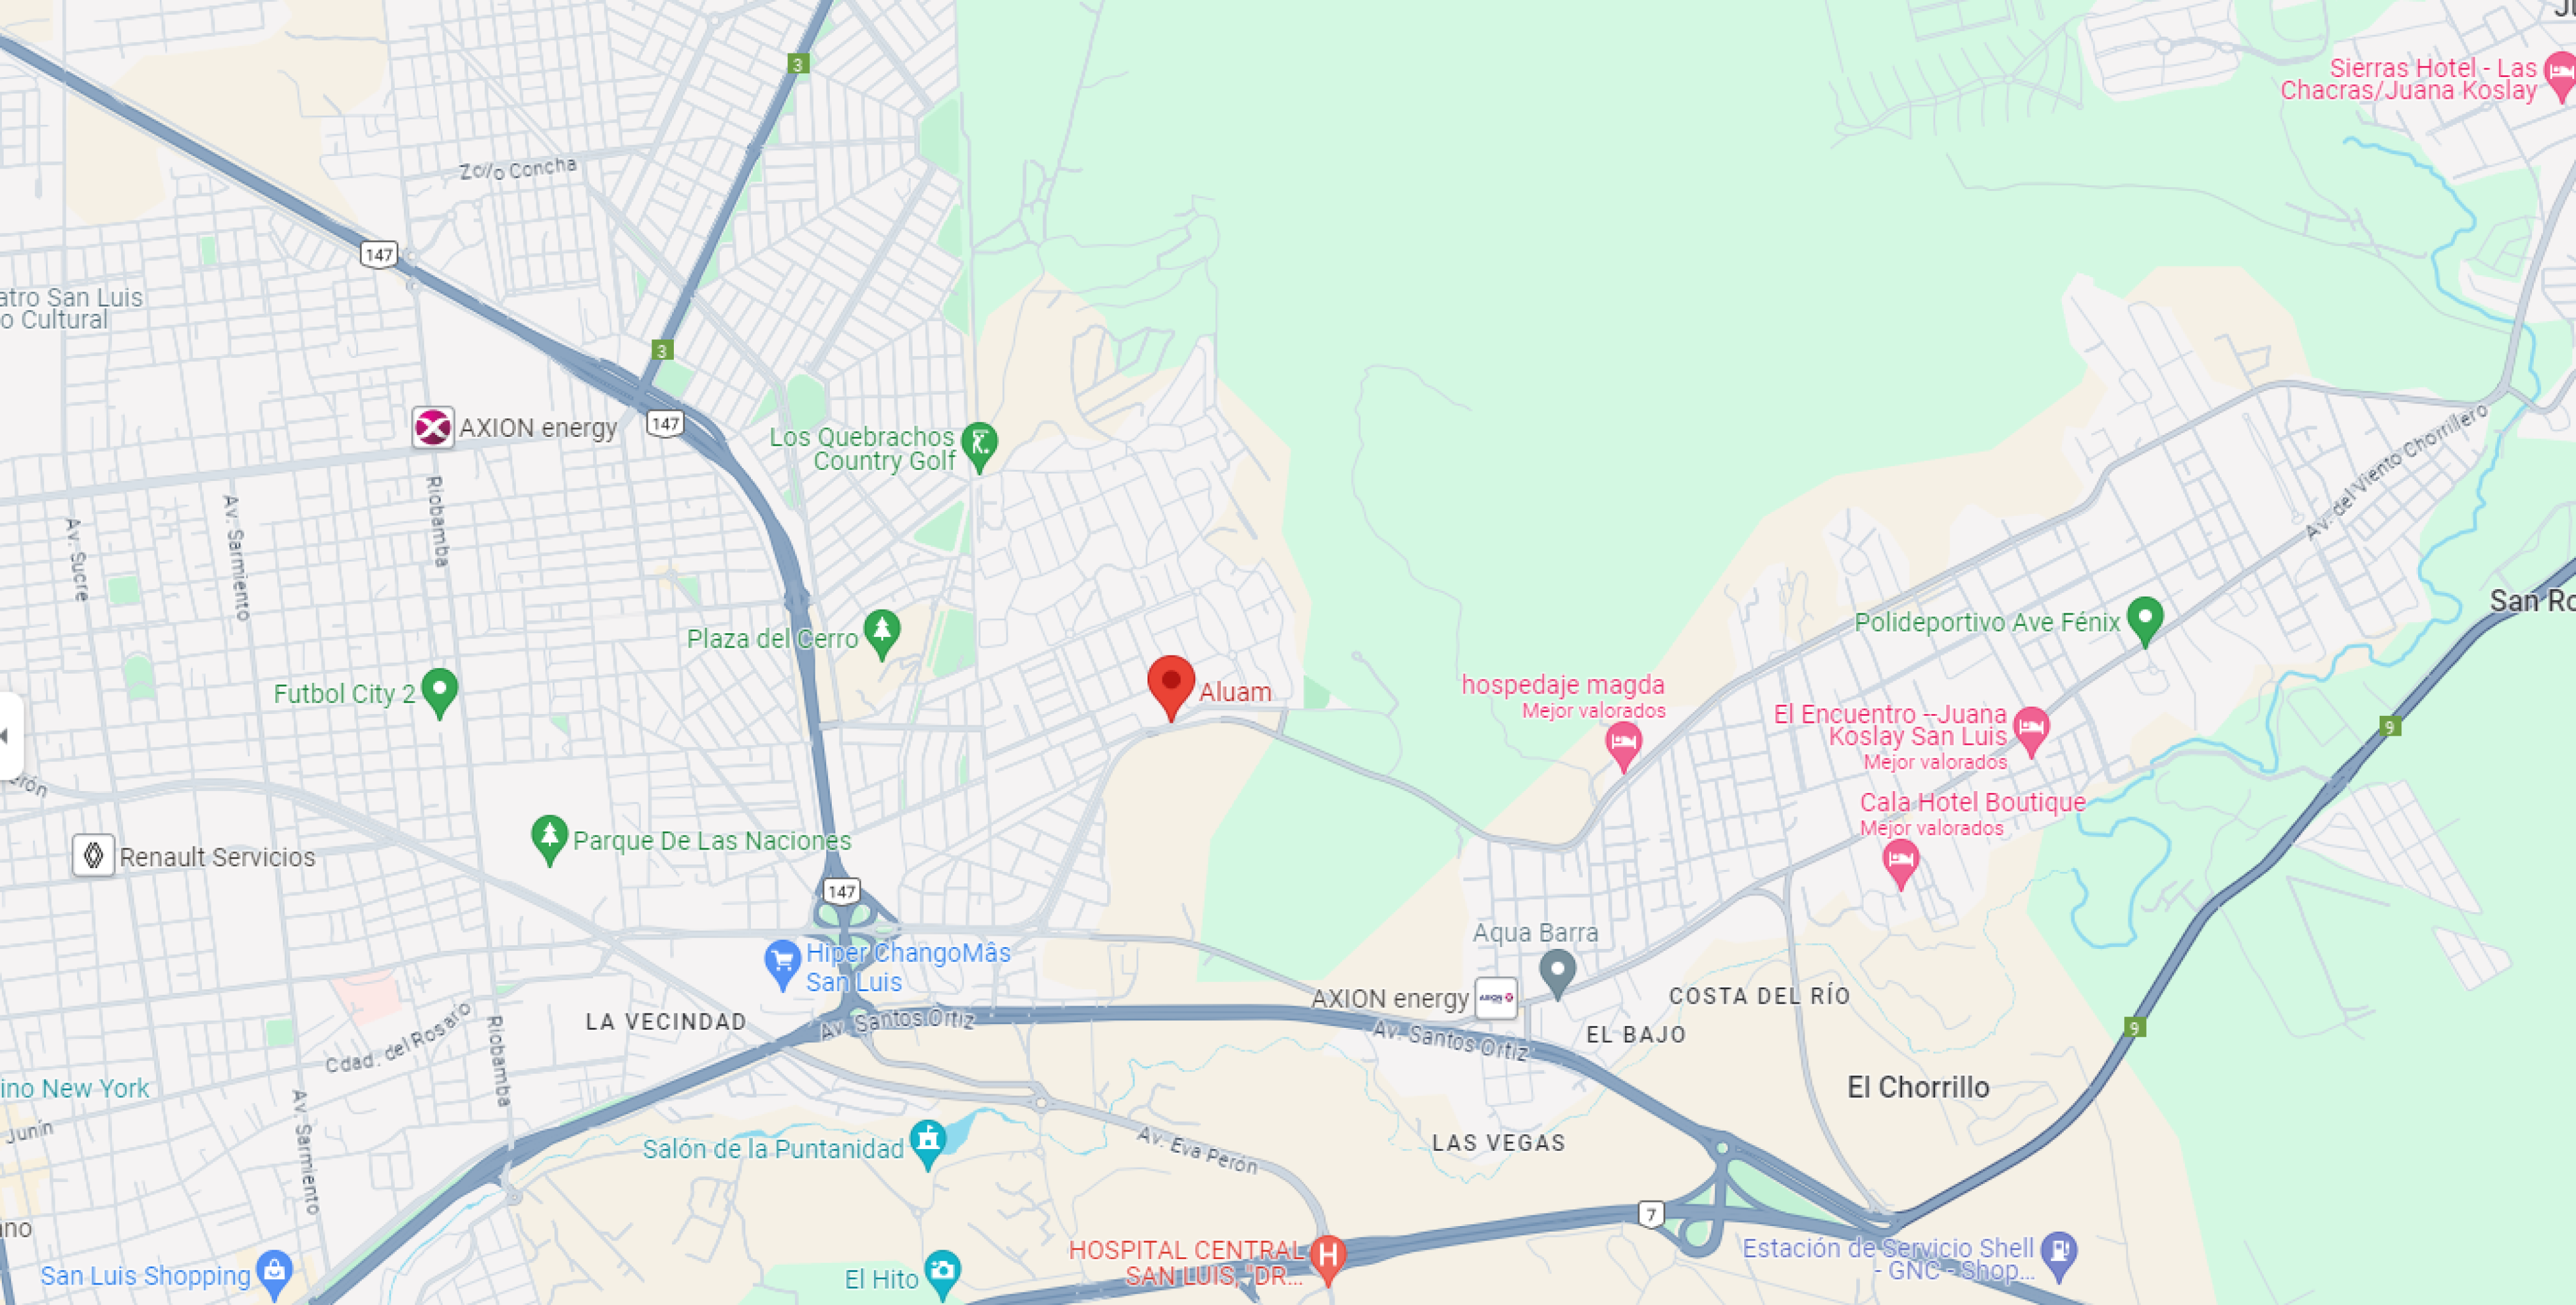 Ju
3
Sierras Hotel - Las
Chacras/Juana Koslay
Zoilo Concha
147
atro San Luis
o Cultural
3
147
AXION energy
Los Quebrachos
Country Golf
Av. del Viento Chorrillero
Riobamba
Av. Sarmiento
Av. Sucre
San Ro
Plaza del Cerro
Polideportivo Ave Fénix
Futbol City 2
Aluam
hospedaje magda
Mejor valorados
El Encuentro --Juana
Koslay San Luis
Mejor valorados
9
erón
Cala Hotel Boutique
Mejor valorados
Parque De Las Naciones
Renault Servicios
147
Aqua Barra
Hiper ChangoMâs
San Luis
AXION energy
AXION
COSTA DEL RÍO
LA VECINDAD
Av. Santos Ortiz
Av. Santos Ortiz
EL BAJO
9
Cdad. del Rosario
Riobamba
El Chorrillo
ino New York
Junín
Av. Sarmiento
Salón de la Puntanidad
Av. Eva Perón
LAS VEGAS
7
ino
HOSPITAL CENTRAL
SAN LUIS, "DR...
H
Estación de Servicio Shell
- GNC - Shop...
San Luis Shopping
El Hito